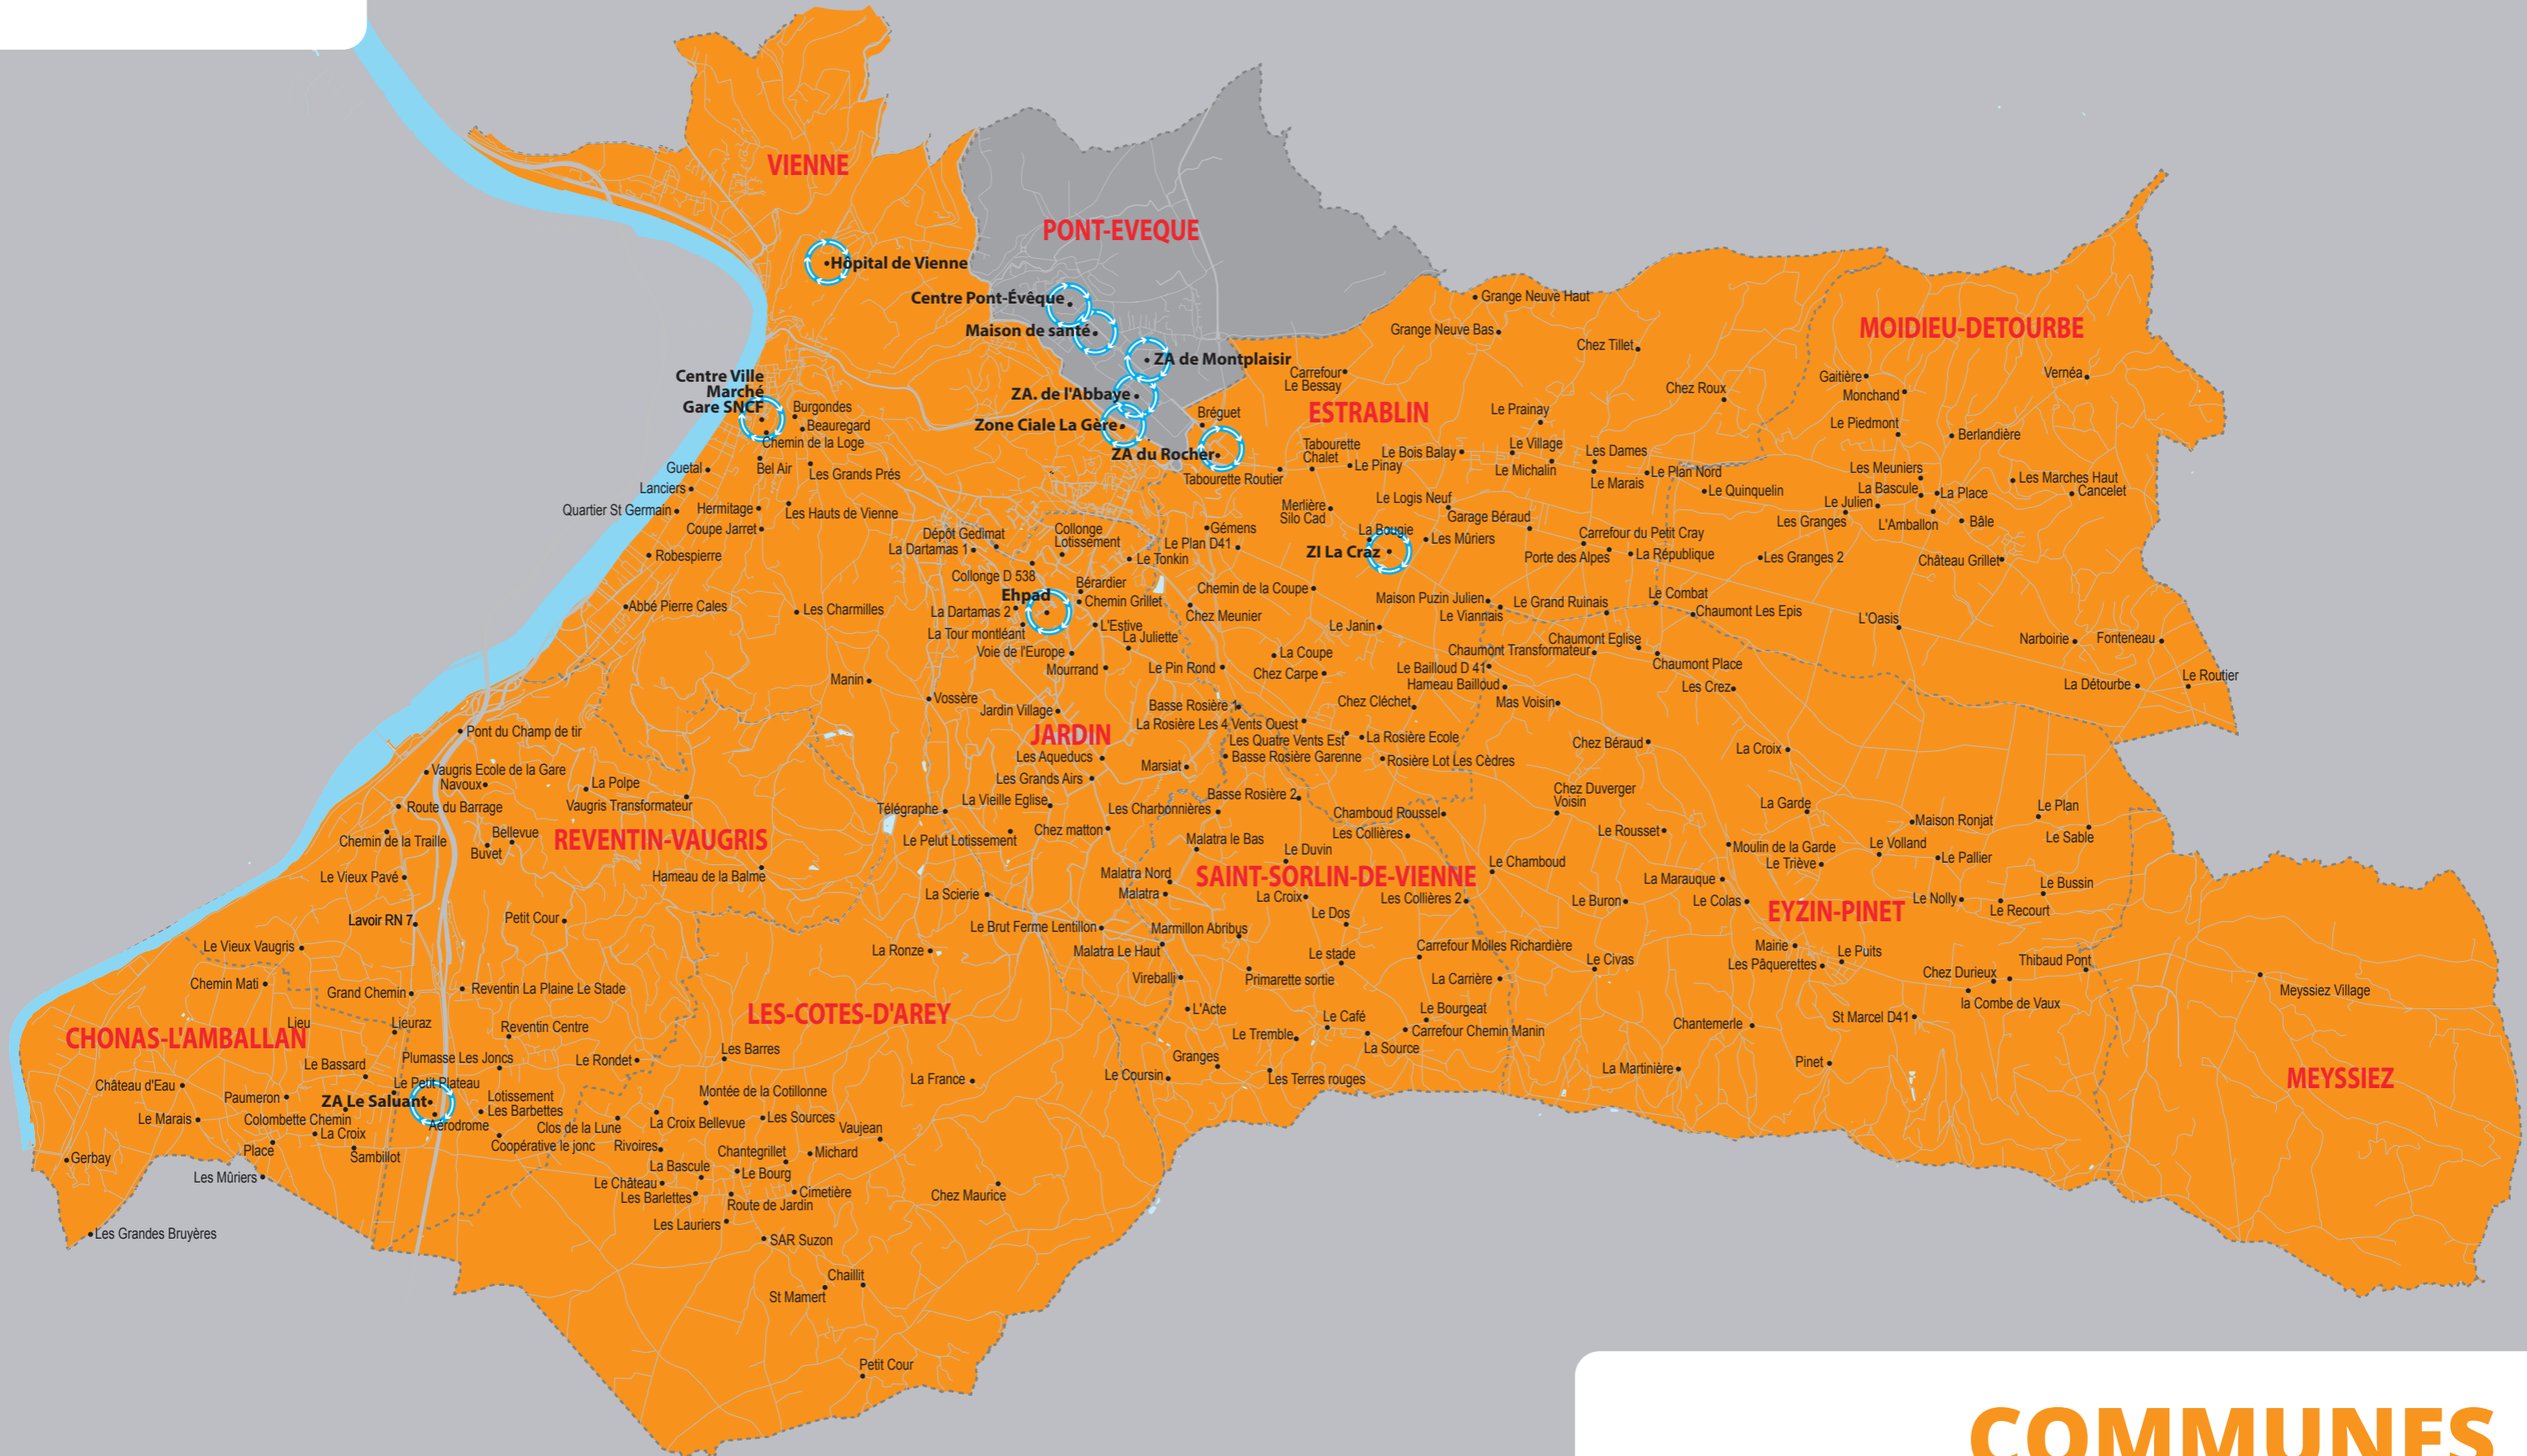 VIENNE
PONT-EVEQUE
Hôpital de Vienne
Centre Pont-Évêque
Maison de santé
ZA de Montplaisir
ZA. de l'Abbaye
Zone Ciale La Gère
ZA du Rocher
Centre Ville
Marché
Gare SNCF
Burgondes
Beauregard
Chemin de la Loge
Bel Air
Les Grands Prés
Guetal
Lanciers
Quartier St Germain
Hermitage
Les Hauts de Vienne
Coupe Jarret
Robespierre
Abbé Pierre Cales
Les Charmilles
Manin
Vossère
Grange Neuve Haut
Grange Neuve Bas
Chez Tillet
Carrefour
Le Bessay
Chez Roux
ESTRABLIN
Bréguet
Le Prainay
Tabourette
Chalet
Le Pinay
Le Bois Balay
Le Village
Le Michalin
Les Dames
Le Marais
Le Plan Nord
Le Quinquelin
Tabourette Routier
Merlière
Silo Cad
Le Logis Neuf
Garage Béraud
La Bougie
Les Mûriers
ZI La Craz
Carrefour du Petit Cray
Porte des Alpes
La République
Gémens
Le Plan D41
Chemin de la Coupe
Chez Meunier
Maison Puzin Julien
Le Viannais
Le Grand Ruinais
Le Combat
Chaumont Les Epis
Le Janin
Chaumont Eglise
Chaumont Transformateur
Chaumont Place
La Coupe
Chez Carpe
Le Bailloud D 41
Hameau Bailloud
Les Crez
Chez Cléchet
Mas Voisin
MOIDIEU-DETOURBE
Gaitière
Monchand
Vernéa
Le Piedmont
Berlandière
Les Meuniers
La Bascule
La Place
Les Marches Haut
Cancelet
Le Julien
Les Granges
L'Amballon
Bâle
Les Granges 2
Château Grillet
L'Oasis
Narboirie
Fonteneau
La Détourbe
Le Routier
Dépôt Gedimat
La Dartamas 1
Collonge
Lotissement
Le Tonkin
Collonge D 538
Bérardier
Ehpad
Chemin Grillet
La Dartamas 2
L'Estive
La Tour montléant
La Juliette
Voie de l'Europe
Mourrand
Le Pin Rond
Jardin Village
JARDIN
Les Aqueducs
Les Grands Airs
Marsiat
La Vieille Eglise
Télégraphe
Le Pelut Lotissement
Chez matton
Les Charbonnières
Basse Rosière 1
La Rosière Les 4 Vents Ouest
Les Quatre Vents Est
La Rosière Ecole
Basse Rosière Garenne
Rosière Lot Les Cèdres
Basse Rosière 2
Chamboud Roussel
Les Collières
Malatra le Bas
Le Duvin
SAINT-SORLIN-DE-VIENNE
Le Chamboud
Malatra Nord
Malatra
La Croix
Les Collières 2
Le Dos
Marmillon Abribus
Malatra Le Haut
Le stade
Carrefour Molles Richardière
Vireballi
Primarette sortie
La Carrière
L'Acte
Le Café
Le Bourgeat
Le Tremble
Carrefour Chemin Manin
La Source
Granges
Le Coursin
Les Terres rouges
Chez Béraud
La Croix
Chez Duverger
Voisin
La Garde
Maison Ronjat
Le Plan
Le Sable
Le Rousset
Moulin de la Garde
Le Volland
Le Triève
Le Pallier
La Marauque
Le Bussin
Le Buron
Le Colas
EYZIN-PINET
Le Nolly
Le Recourt
Mairie
Le Puits
Le Civas
Les Pâquerettes
Chez Durieux
Thibaud Pont
la Combe de Vaux
Chantemerle
St Marcel D41
La Martinière
Pinet
Meyssiez Village
MEYSSIEZ
Pont du Champ de tir
Vaugris Ecole de la Gare
Navoux
La Polpe
Route du Barrage
Vaugris Transformateur
Chemin de la Traille
Bellevue
Buvet
REVENTIN-VAUGRIS
Le Vieux Pavé
Hameau de la Balme
Lavoir RN 7
Petit Cour
Le Vieux Vaugris
Chemin Mati
Grand Chemin
Reventin La Plaine Le Stade
Lieu
Lieuraz
Reventin Centre
CHONAS-L'AMBALLAN
Le Bassard
Plumasse Les Joncs
Le Rondet
Château d'Eau
Le Petit Plateau
Paumeron
ZA Le Saluant
Lotissement
Les Barbettes
Le Marais
Colombette Chemin
Aérodrome
La Croix
Coopérative le jonc
Clos de la Lune
Place
Sambillot
Gerbay
Les Mûriers
Les Grandes Bruyères
La Scierie
Le Brut Ferme Lentillon
La Ronze
LES-COTES-D'AREY
Les Barres
La France
Montée de la Cotillonne
La Croix Bellevue
Les Sources
Vaujean
Rivoires
Chantegrillet
Michard
La Bascule
Le Bourg
Le Château
Cimetière
Les Barlettes
Route de Jardin
Les Lauriers
Chez Maurice
SAR Suzon
Chaillit
St Mamert
Petit Cour
COMMUNES